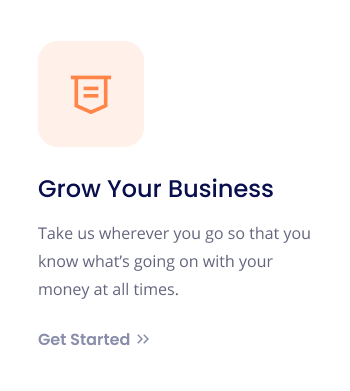 Grow Your Business
Take us wherever you go so that you
know what's going on with your
money at all times.
Get Started